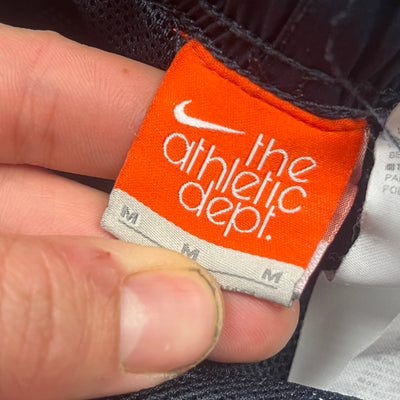 the
athletic
dept.
M M M